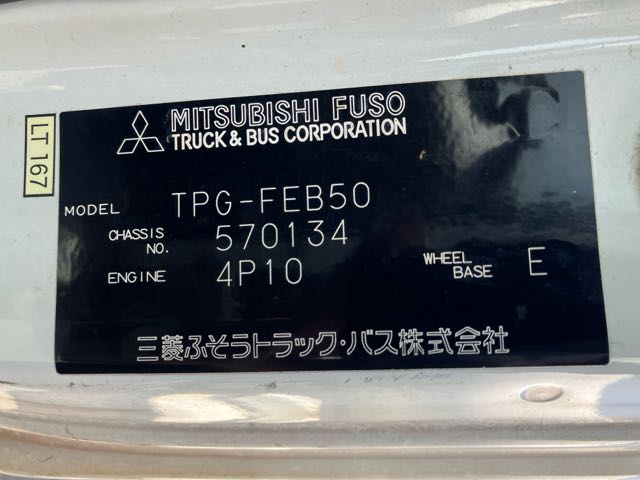 MITSUBISHI FUSO
TRUCK & BUS CORPORATION
LT 167
MODEL TPG-FEB50
CHASSIS NO. 570134
ENGINE 4P10
WHEEL BASE E
三菱ふそうトラック・バス株式会社